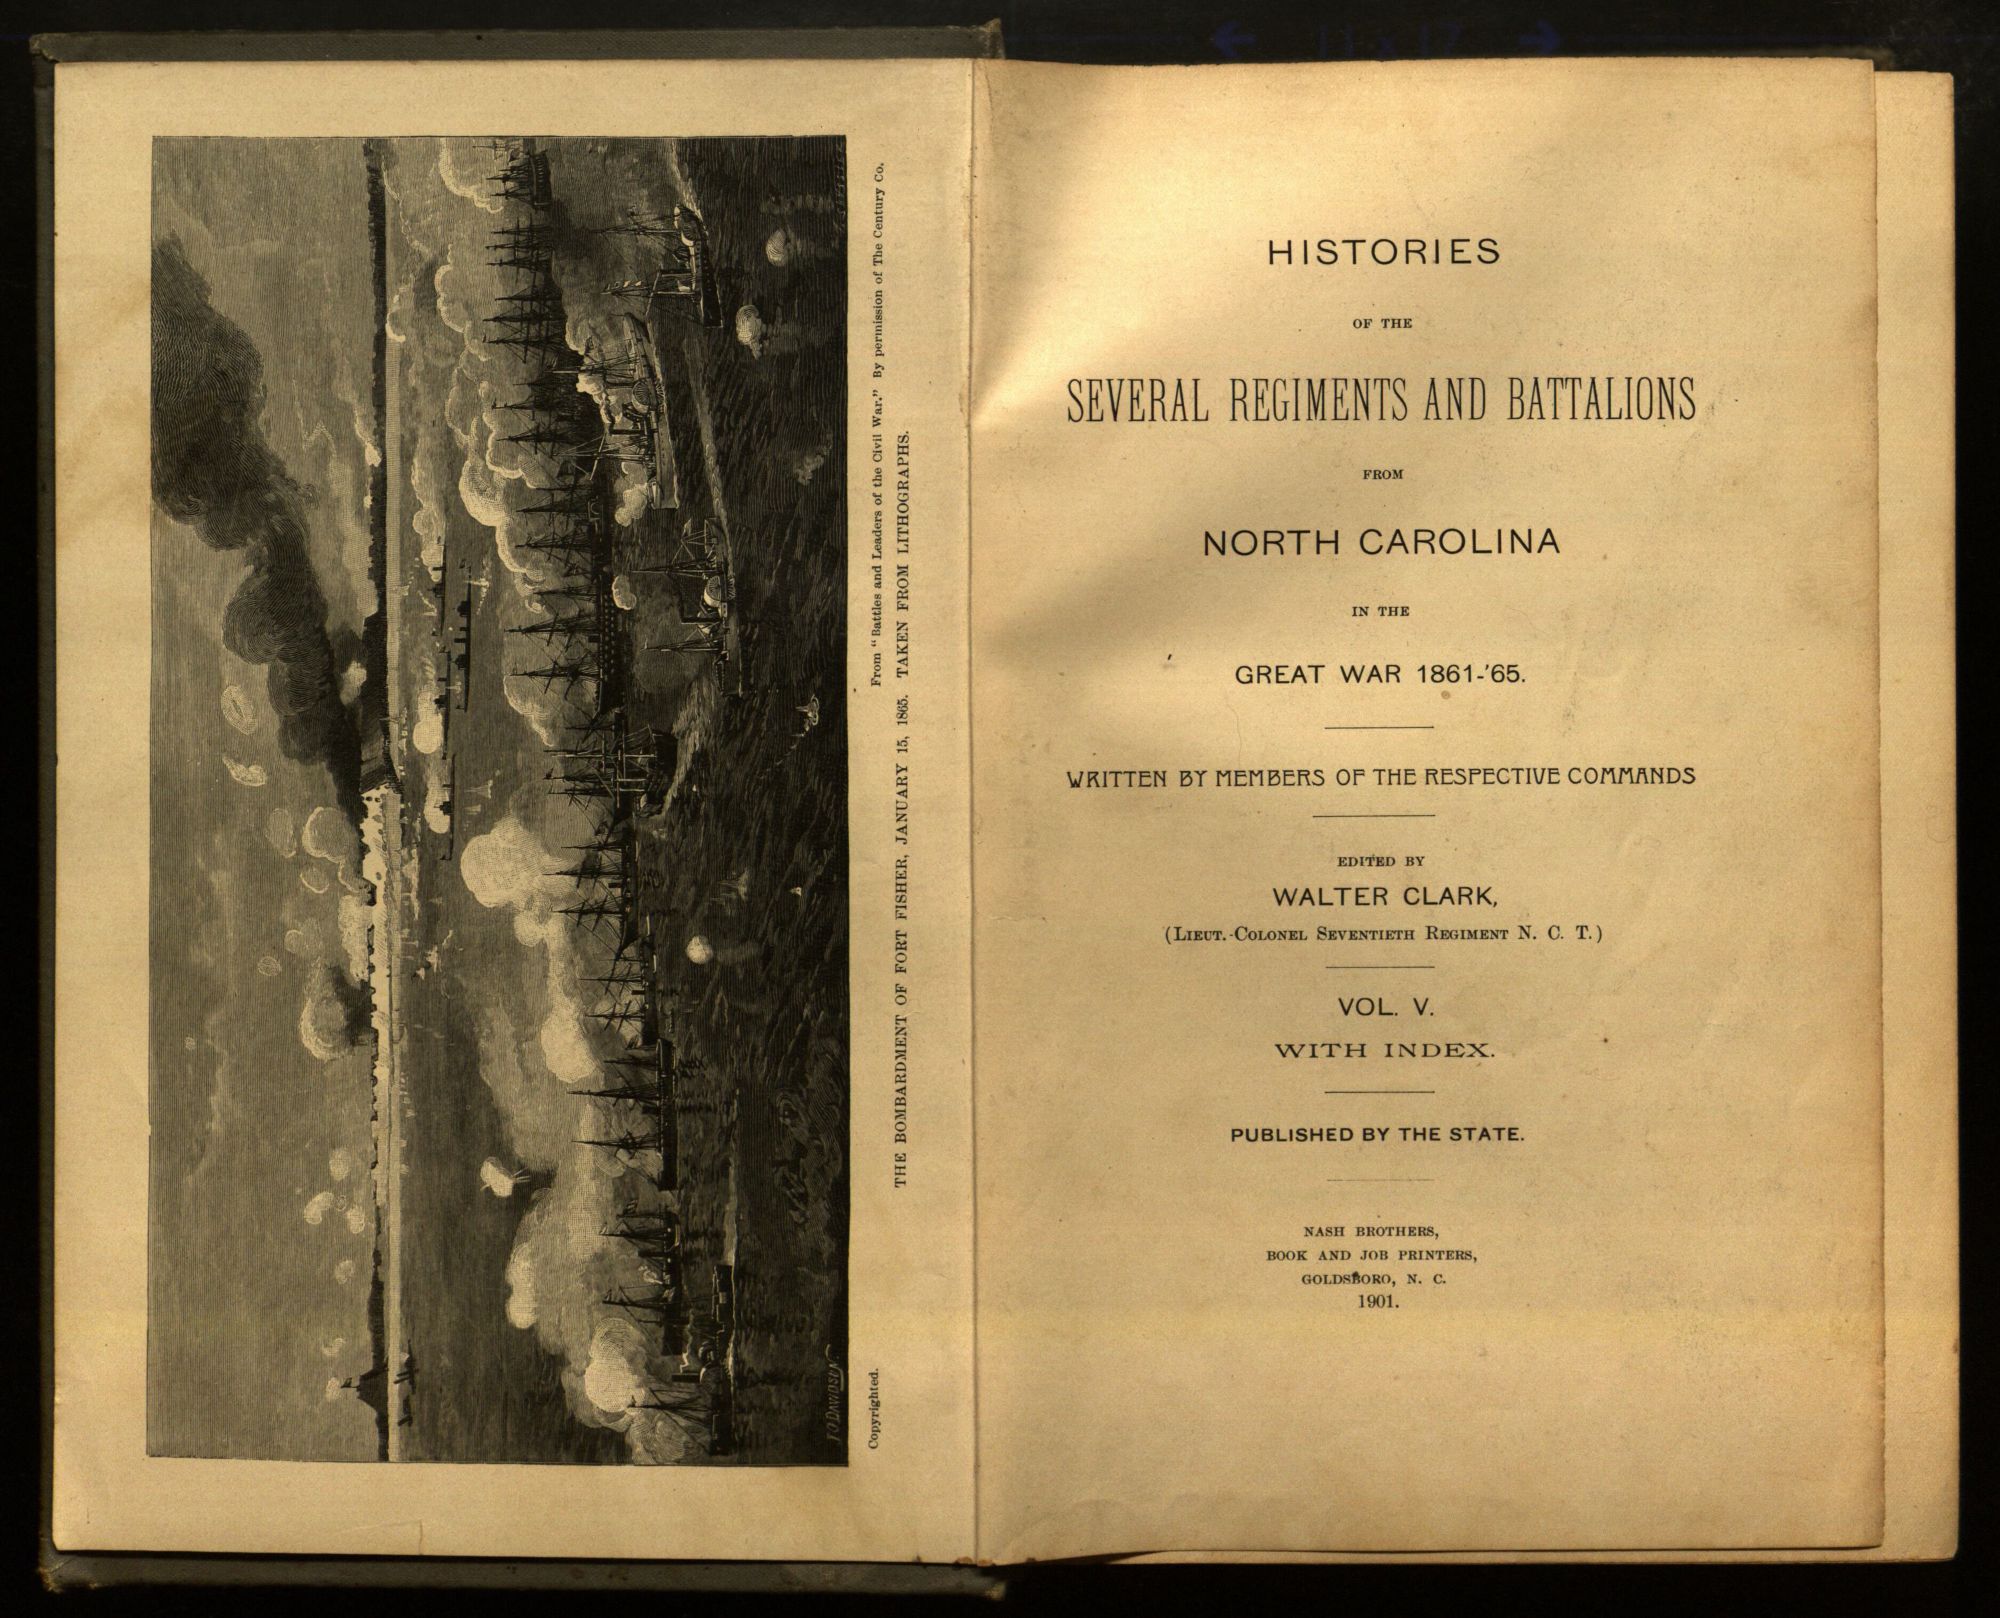 From "Battles and Leaders of the Civil War." By permission of The Century Co.
Copyrighted.
THE BOMBARDMENT OF FORT FISHER, JANUARY 15, 1865. TAKEN FROM LITHOGRAPHS.
J O DAVIDSON
HISTORIES
OF THE
SEVERAL REGIMENTS AND BATTALIONS
FROM
NORTH CAROLINA
IN THE
GREAT WAR 1861-'65.
WRITTEN BY MEMBERS OF THE RESPECTIVE COMMANDS
EDITED BY
WALTER CLARK,
(LIEUT.-COLONEL SEVENTIETH REGIMENT N. C. T.)
VOL. V.
WITH INDEX.
PUBLISHED BY THE STATE.
NASH BROTHERS,
BOOK AND JOB PRINTERS,
GOLDSBORO, N. C.
1901.
11 x 17